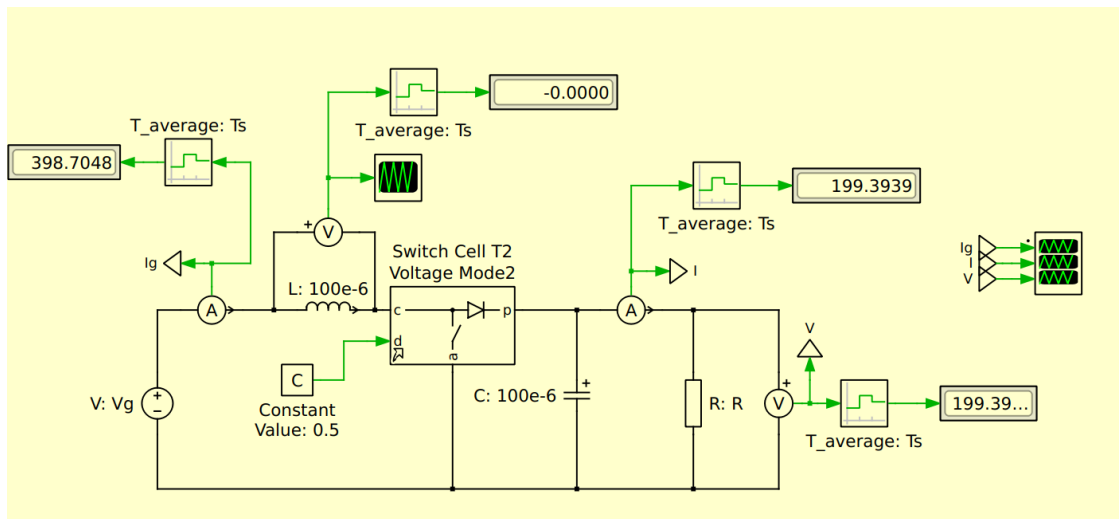 -0.0000
T_average: Ts
T_average: Ts
398.7048
199.3939
T_average: Ts
+
V
Ig
Switch Cell T2
Voltage Mode2
Ig
I
V
I
L: 100e-6
A
c
p
A
d
a
V
C
+
C: 100e-6
+
V: Vg
+
−
R: R
V
199.39...
Constant
Value: 0.5
T_average: Ts